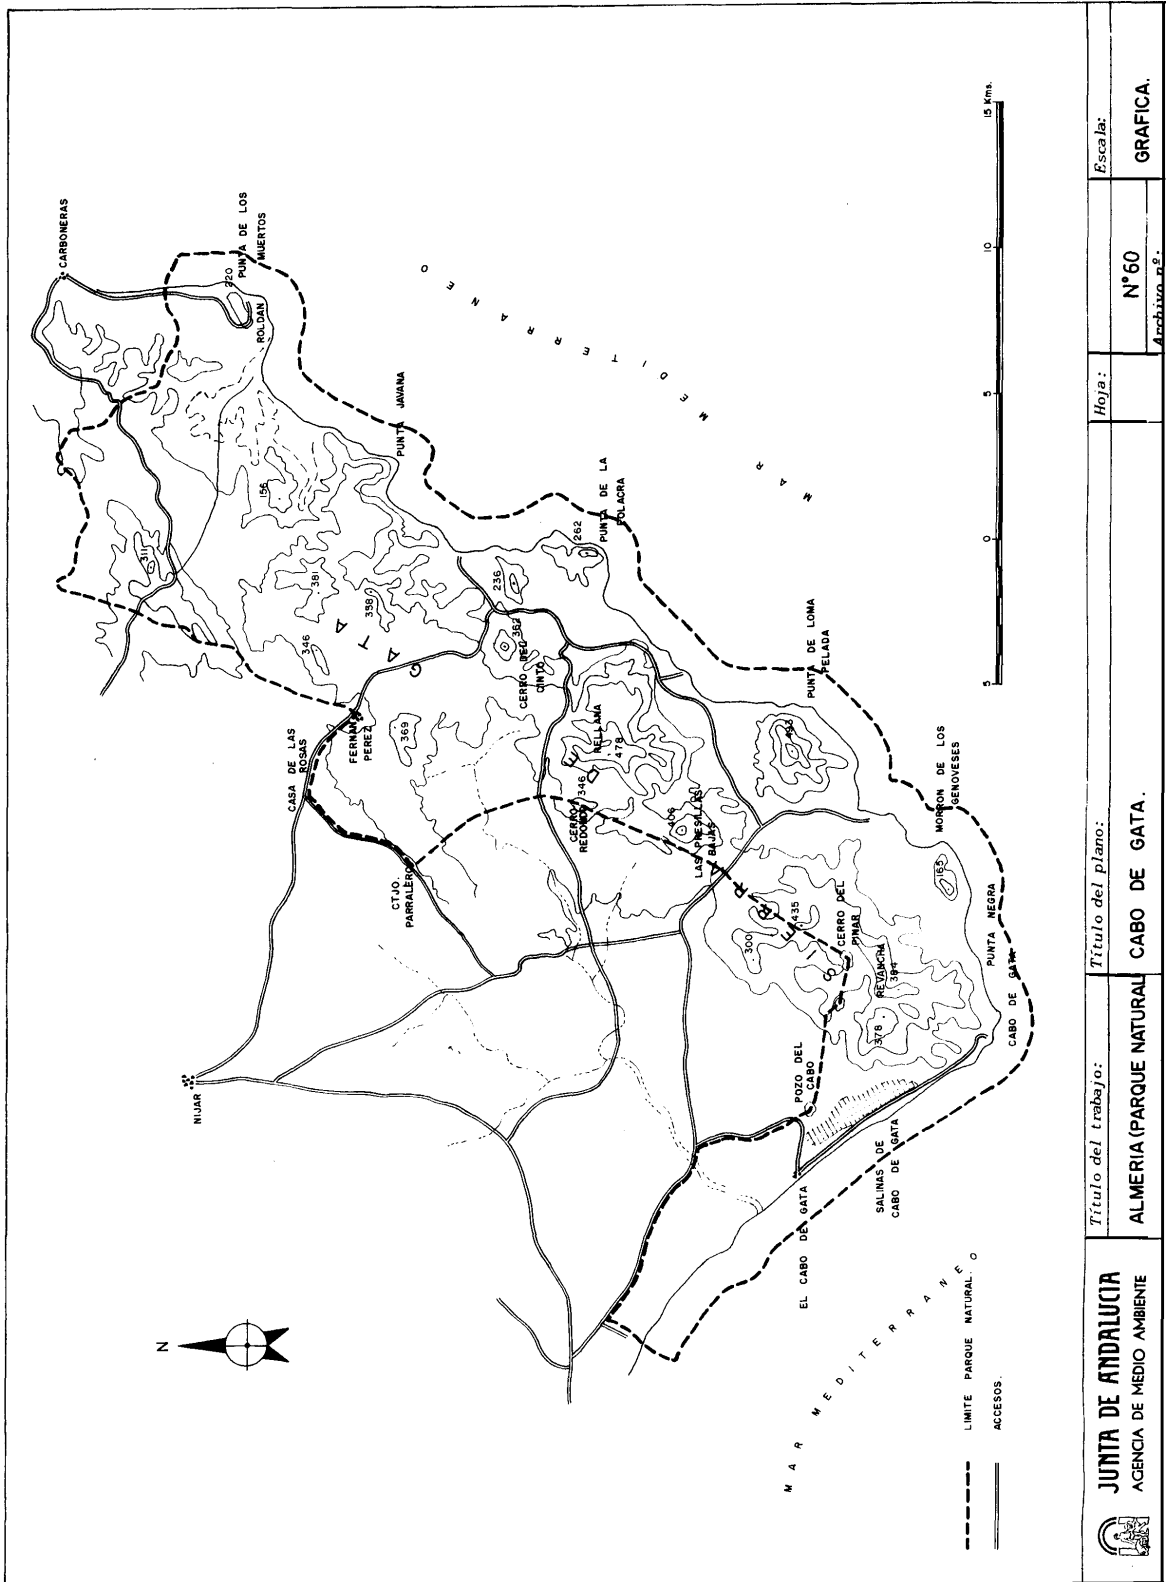 CARBONERAS
PUNTA DE LOS
MUERTOS
220
ROLDAN
MAR MEDITERRANEO
PUNTA JAVANA
156
311
381
338
346
PUNTA DE LA
POLACRA
262
236
362
CERRO DEL
CINTO
SIERRA DE GATA
FERNAN
PEREZ
369
CASA DE LAS
ROSAS
CTJO.
PARRALERO
RELLANA
478
346
CERRO
REDONDO
406
LAS PRESILLAS
BAJAS
493
PUNTA DE LOMA
PELADA
MORRON DE LOS
GENOVESES
165
PUNTA NEGRA
CABO DE GATA
300
435
CERRO DEL
PINAR
REVANCHA
384
378
POZO DEL
CABO
SALINAS DE
CABO DE GATA
EL CABO DE GATA
NIJAR
N
MAR MEDITERRANEO
5 0 5 10 15 Kms.
LIMITE PARQUE NATURAL.
ACCESOS.
JUNTA DE ANDALUCIA
AGENCIA DE MEDIO AMBIENTE
Título del trabajo:
ALMERIA (PARQUE NATURAL
Título del plano:
CABO DE GATA.
Hoja:
N° 60
Archivo nº.
Escala:
GRAFICA.